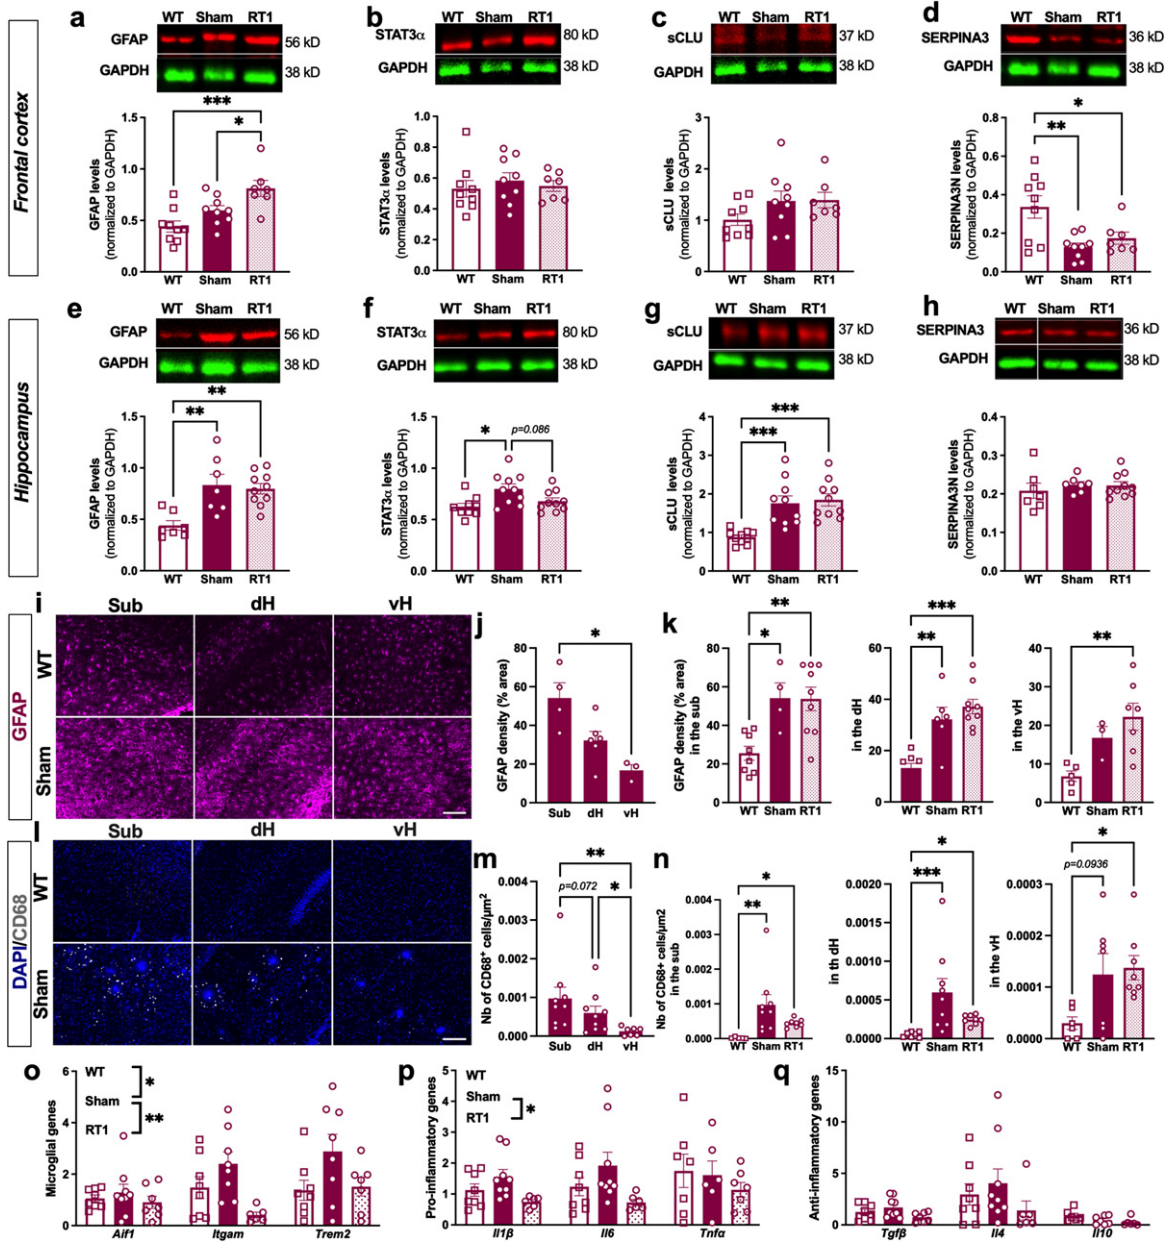 Frontal cortex
a
WT Sham RT1
GFAP 56 kD
GAPDH 38 kD
*** *
GFAP levels
(normalized to GAPDH)
1.5
1.0
0.5
0.0
WT Sham RT1
b
WT Sham RT1
STAT3α 80 kD
GAPDH 38 kD
STAT3α levels
(normalized to GAPDH)
1.0
0.8
0.6
0.4
0.2
0.0
WT Sham RT1
c
WT Sham RT1
sCLU 37 kD
GAPDH 38 kD
sCLU levels
(normalized to GAPDH)
3
2
1
0
WT Sham RT1
d
WT Sham RT1
SERPINA3 36 kD
GAPDH 38 kD
* **
SERPINA3N levels
(normalized to GAPDH)
0.8
0.6
0.4
0.2
0.0
WT Sham RT1
Hippocampus
e
WT Sham RT1
GFAP 56 kD
GAPDH 38 kD
** **
GFAP levels
(normalized to GAPDH)
1.5
1.0
0.5
0.0
WT Sham RT1
f
WT Sham RT1
STAT3α 80 kD
GAPDH 38 kD
* p=0.086
STAT3α levels
(normalized to GAPDH)
1.5
1.0
0.5
0.0
WT Sham RT1
g
WT Sham RT1
sCLU 37 kD
GAPDH 38 kD
*** ***
sCLU levels
(normalized to GAPDH)
4
3
2
1
0
WT Sham RT1
h
WT Sham RT1
SERPINA3 36 kD
GAPDH 38 kD
SERPINA3N levels
(normalized to GAPDH)
0.4
0.3
0.2
0.1
0.0
WT Sham RT1
i
Sub dH vH
GFAP
WT
Sham
j
*
GFAP density (% area)
100
80
60
40
20
0
Sub dH vH
k
** *
GFAP density (% area)
in the sub
100
80
60
40
20
0
WT Sham RT1
*** **
in the dH
60
40
20
0
WT Sham RT1
**
in the vH
40
30
20
10
0
WT Sham RT1
l
Sub dH vH
DAPI/CD68
WT
Sham
m
** p=0.072 *
Nb of CD68⁺ cells/µm²
0.004
0.003
0.002
0.001
0.000
Sub dH vH
n
* **
Nb of CD68+ cells/µm2
in the sub
0.004
0.003
0.002
0.001
0.000
WT Sham RT1
* ***
in th dH
0.0020
0.0015
0.0010
0.0005
0.0000
WT Sham RT1
* p=0.0936
in the vH
0.0003
0.0002
0.0001
0.0000
WT Sham RT1
o
WT
Sham
RT1
* **
Microglial genes
6
4
2
0
Aif1 Itgam Trem2
p
WT
Sham
RT1
*
Pro-inflammatory genes
5
4
3
2
1
0
Il1β Il6 Tnfα
q
Anti-inflammatory genes
15
10
5
0
Tgfβ Il4 Il10